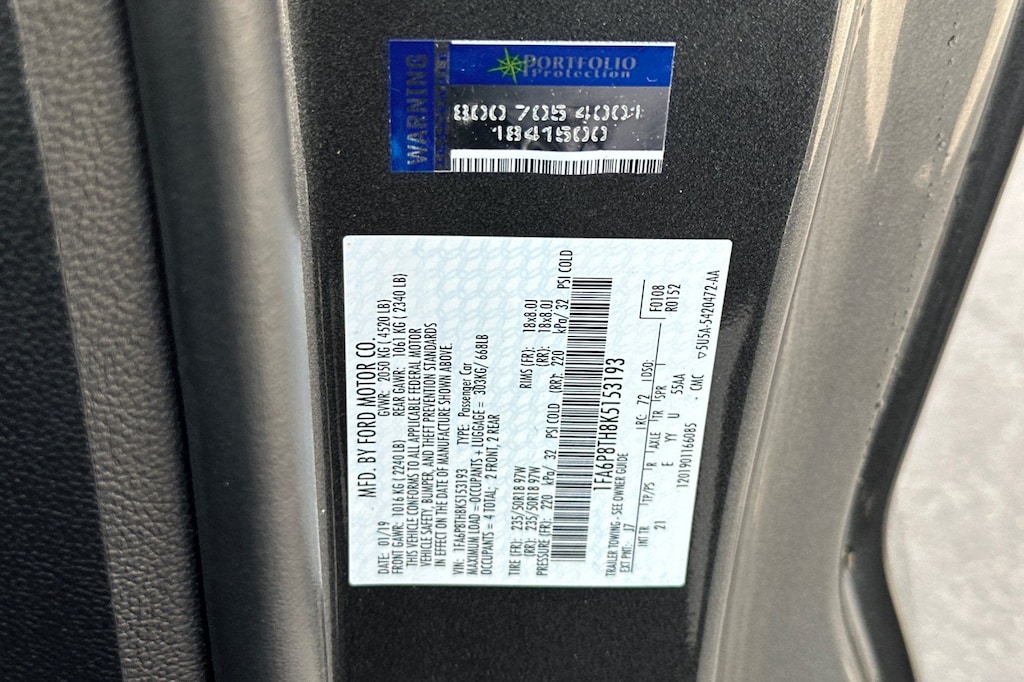 WARNING
PORTFOLIO
Protection
800 705 4001
1841500
MFD. BY FORD MOTOR CO.
DATE: 01/19 GVWR: 2050 KG ( 4520 LB)
FRONT GAWR: 1016 KG ( 2240 LB) REAR GAWR: 1061 KG ( 2340 LB)
THIS VEHICLE CONFORMS TO ALL APPLICABLE FEDERAL MOTOR
VEHICLE SAFETY, BUMPER, AND THEFT PREVENTION STANDARDS
IN EFFECT ON THE DATE OF MANUFACTURE SHOWN ABOVE.
VIN: 1FA6P8TH8K5153193 TYPE: Passenger Car
MAXIMUM LOAD = OCCUPANTS + LUGGAGE = 303KG/ 668LB
OCCUPANTS = 4 TOTAL; 2 FRONT, 2 REAR
TIRE (FR): 235/50R18 97W RIMS (FR): 18x8.0J
(RR): 235/50R18 97W (RR): 18x8.0J
PRESSURE (FR): 220 kPa/ 32 PSI COLD (RR): 220 kPa/ 32 PSI COLD
1FA6P8TH8K5153193
TRAILER TOWING - SEE OWNER GUIDE
EXT PNT: J7 RC: 72 DSO: F0108
INT TR TP/PS R AXLE TR SPR R0152
21 E YY U 55AA
1201901166085 - CMC ▽5U5A-5420472-AA